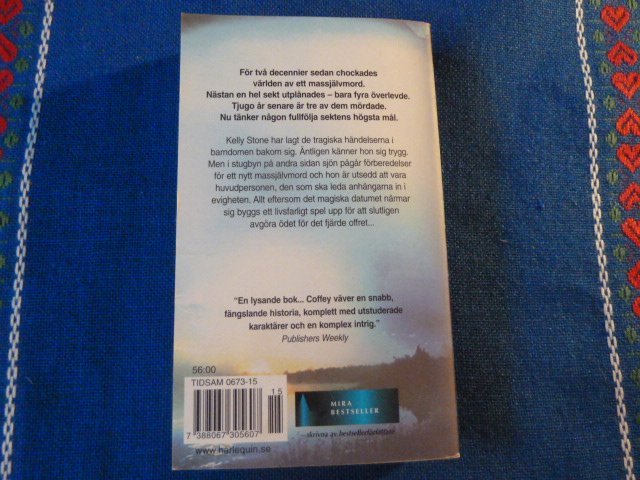 För två decennier sedan chockades
världen av ett massjälvmord.
Nästan en hel sekt utplånades – bara fyra överlevde.
Tjugo år senare är tre av dem mördade.
Nu tänker någon fullfölja sektens högsta mål.
Kelly Stone har lagt de tragiska händelserna i
barndomen bakom sig. Äntligen känner hon sig trygg.
Men i stugbyn på andra sidan sjön pågår förberedelser
för ett nytt massjälvmord och hon är utsedd att vara
huvudpersonen, den som ska leda anhängarna in i
evigheten. Allt eftersom det magiska datumet närmar
sig byggs ett livsfarligt spel upp för att slutligen
avgöra ödet för det fjärde offret...
”En lysande bok... Coffey väver en snabb,
fängslande historia, komplett med utstuderade
karaktärer och en komplex intrig.”
Publishers Weekly
56:00
TIDSAM 0673-15
15
7 388067 305607
www.harlequin.se
MIRA
BESTSELLER
– skrivna av bestsellerförfattare